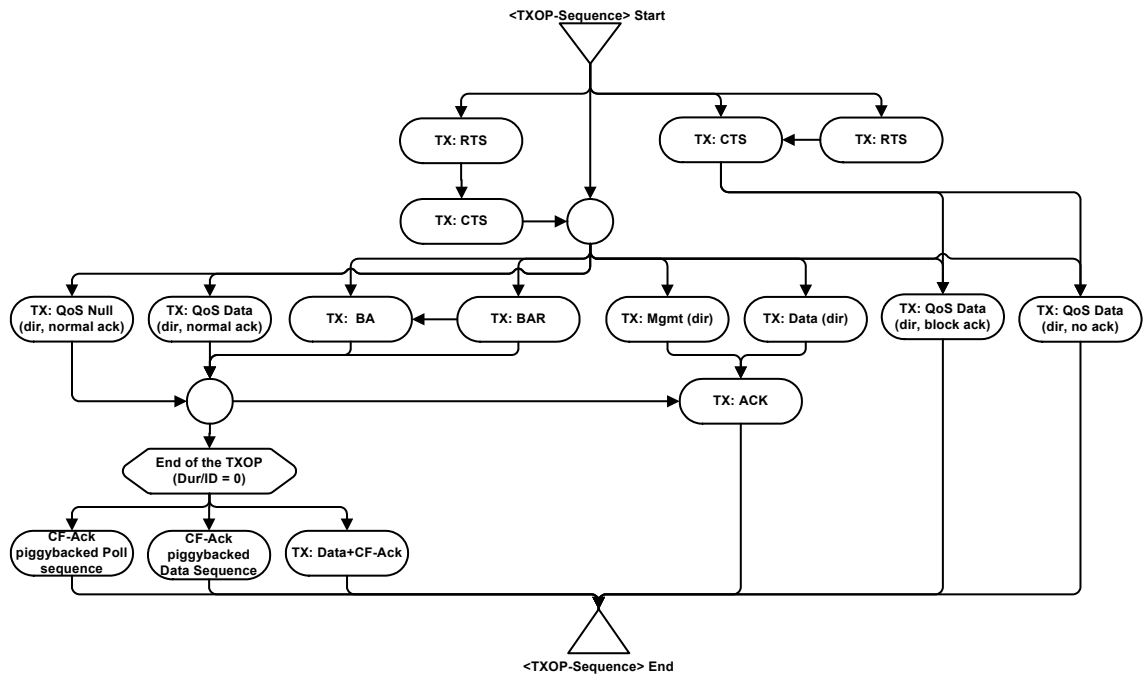 <TXOP-Sequence> Start
TX: RTS
TX: CTS
TX: RTS
TX: CTS
TX: QoS Null
(dir, normal ack)
TX: QoS Data
(dir, normal ack)
TX: BA
TX: BAR
TX: Mgmt (dir)
TX: Data (dir)
TX: QoS Data
(dir, block ack)
TX: QoS Data
(dir, no ack)
TX: ACK
End of the TXOP
(Dur/ID = 0)
CF-Ack
piggybacked Poll
sequence
CF-Ack
piggybacked
Data Sequence
TX: Data+CF-Ack
<TXOP-Sequence> End